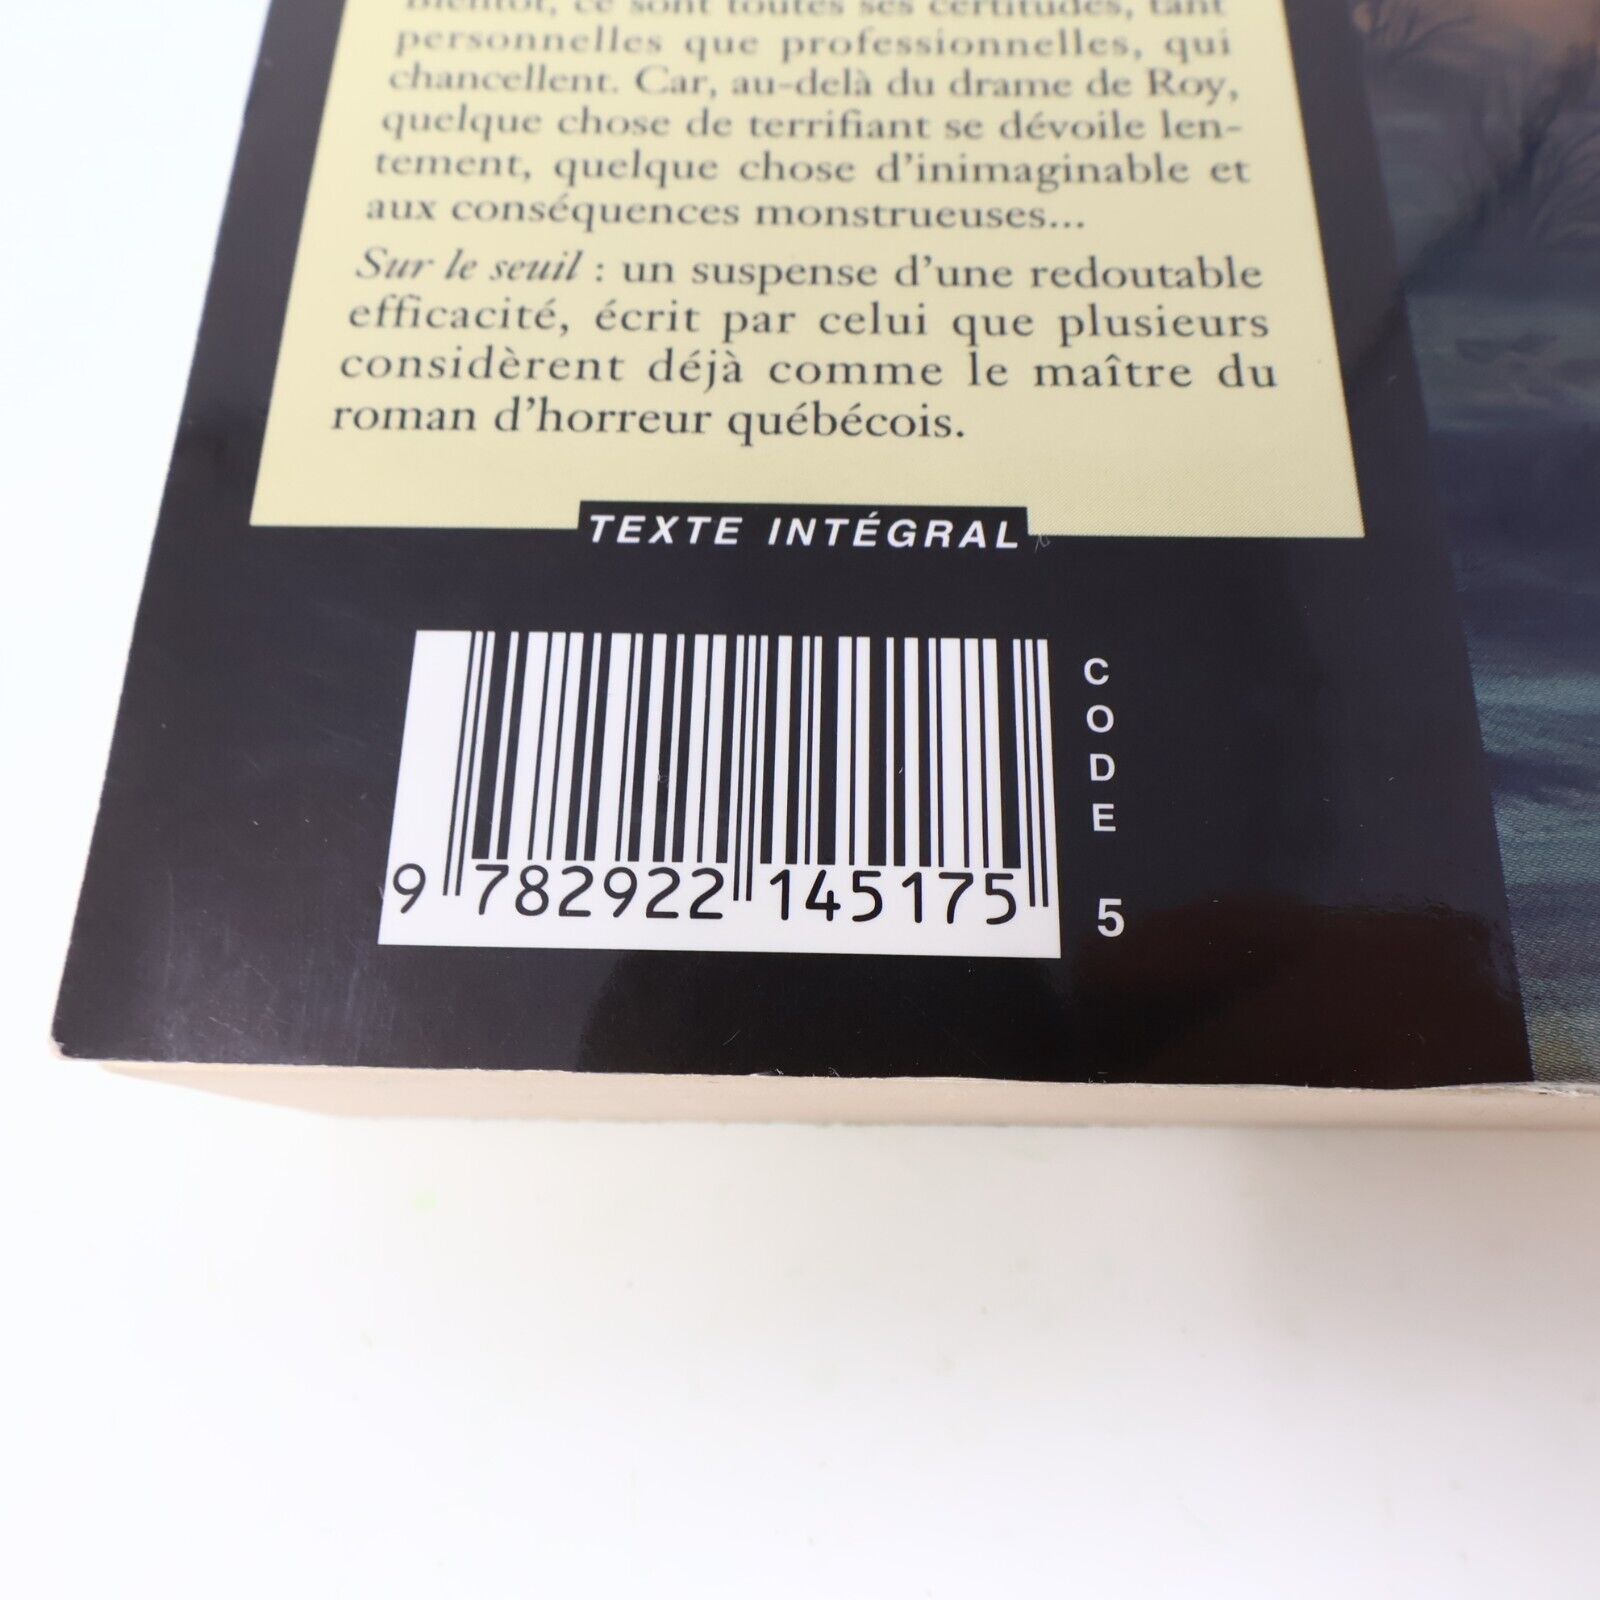 Bientôt, ce sont toutes ses certitudes, tant
personnelles que professionnelles, qui
chancellent. Car, au-delà du drame de Roy,
quelque chose de terrifiant se dévoile len-
tement, quelque chose d'inimaginable et
aux conséquences monstrueuses...
Sur le seuil : un suspense d'une redoutable
efficacité, écrit par celui que plusieurs
considèrent déjà comme le maître du
roman d'horreur québécois.
TEXTE INTÉGRAL
CODE 5
9 782922 145175